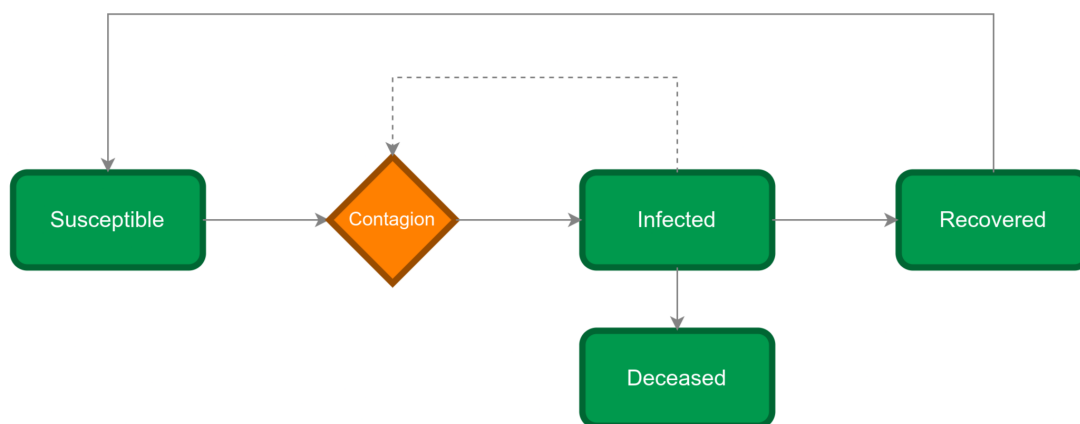 Susceptible
Contagion
Infected
Recovered
Deceased